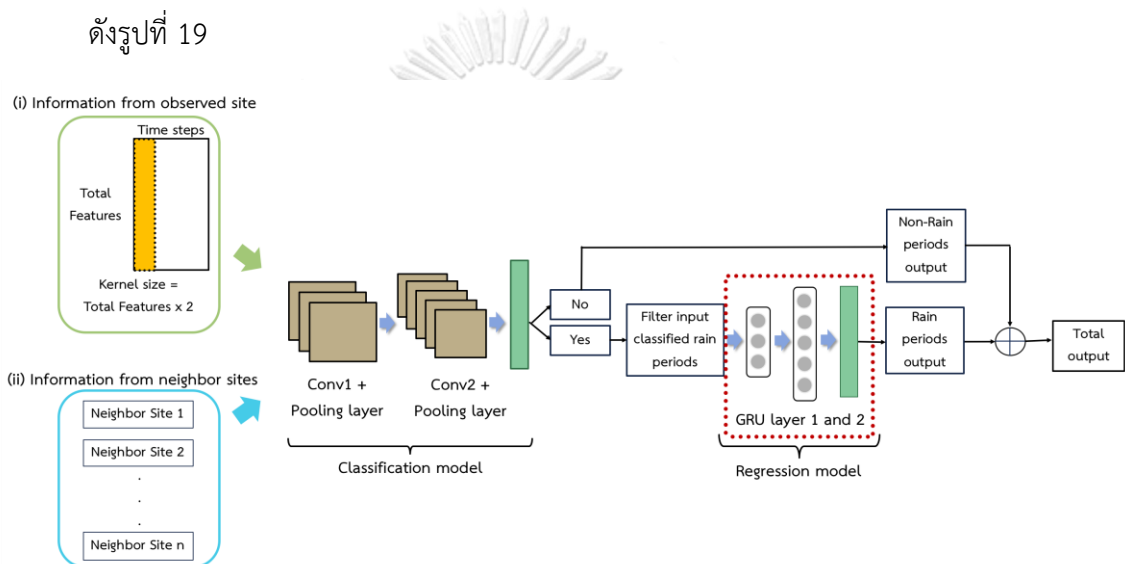 ดังรูปที่ 19
(i) Information from observed site
Time steps
Total
Features
Kernel size =
Total Features x 2
(ii) Information from neighbor sites
Neighbor Site 1
Neighbor Site 2
.
.
.
Neighbor Site n
Conv1 +
Pooling layer
Conv2 +
Pooling layer
Classification model
No
Yes
Filter input
classified rain
periods
GRU layer 1 and 2
Regression model
Non-Rain
periods
output
Rain
periods
output
Total
output